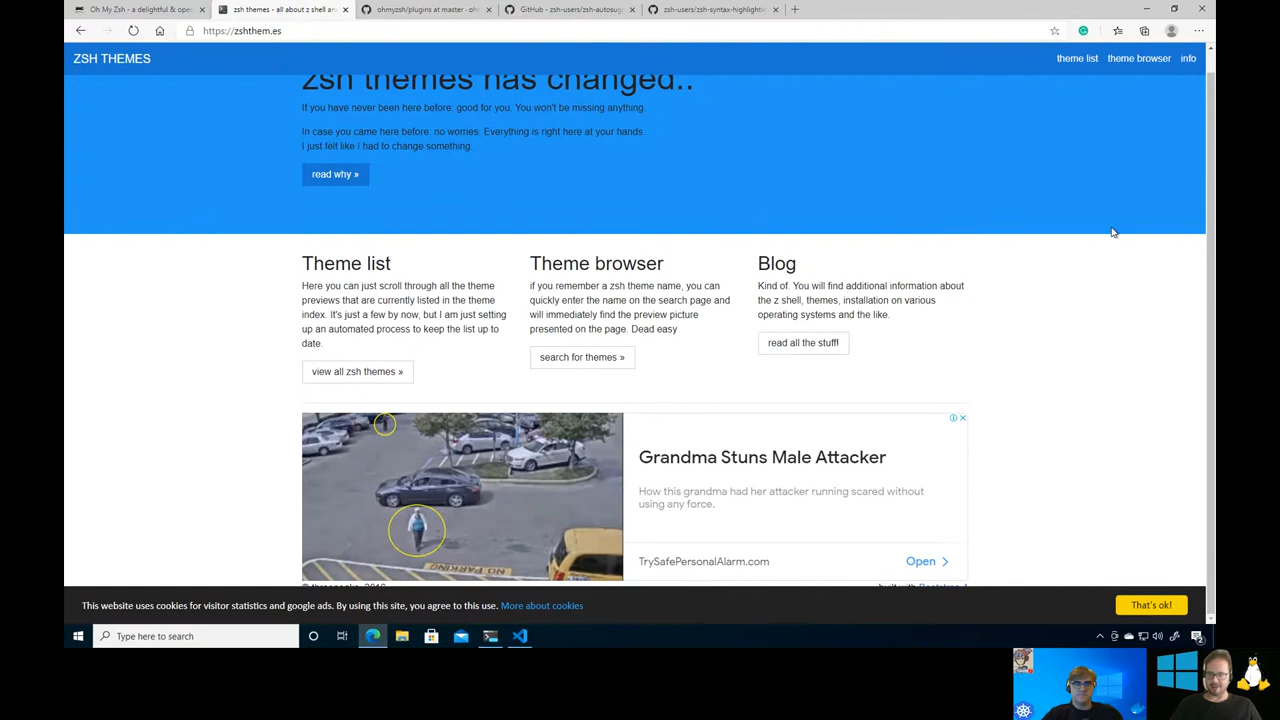 Oh My Zsh - a delightful & open
zsh themes - all about z shell and
ohmyzsh/plugins at master · ohm
GitHub - zsh-users/zsh-autosugg
zsh-users/zsh-syntax-highlightin
https://zshthem.es
ZSH THEMES
theme list
theme browser
info
zsh themes has changed..
If you have never been here before: good for you. You won't be missing anything.
In case you came here before: no worries. Everything is right here at your hands.
I just felt like I had to change something.
read why »
Theme list
Here you can just scroll through all the theme
previews that are currently listed in the theme
index. It's just a few by now, but I am just setting
up an automated process to keep the list up to
date.
view all zsh themes »
Theme browser
if you remember a zsh theme name, you can
quickly enter the name on the search page and
will immediately find the preview picture
presented on the page. Dead easy
search for themes »
Blog
Kind of. You will find additional information about
the z shell, themes, installation on various
operating systems and the like.
read all the stuff!
NO PARKING
Grandma Stuns Male Attacker
How this grandma had her attacker running scared without
using any force.
TrySafePersonalAlarm.com
Open
This website uses cookies for visitor statistics and google ads. By using this site, you agree to this use. More about cookies
That's ok!
Type here to search
2